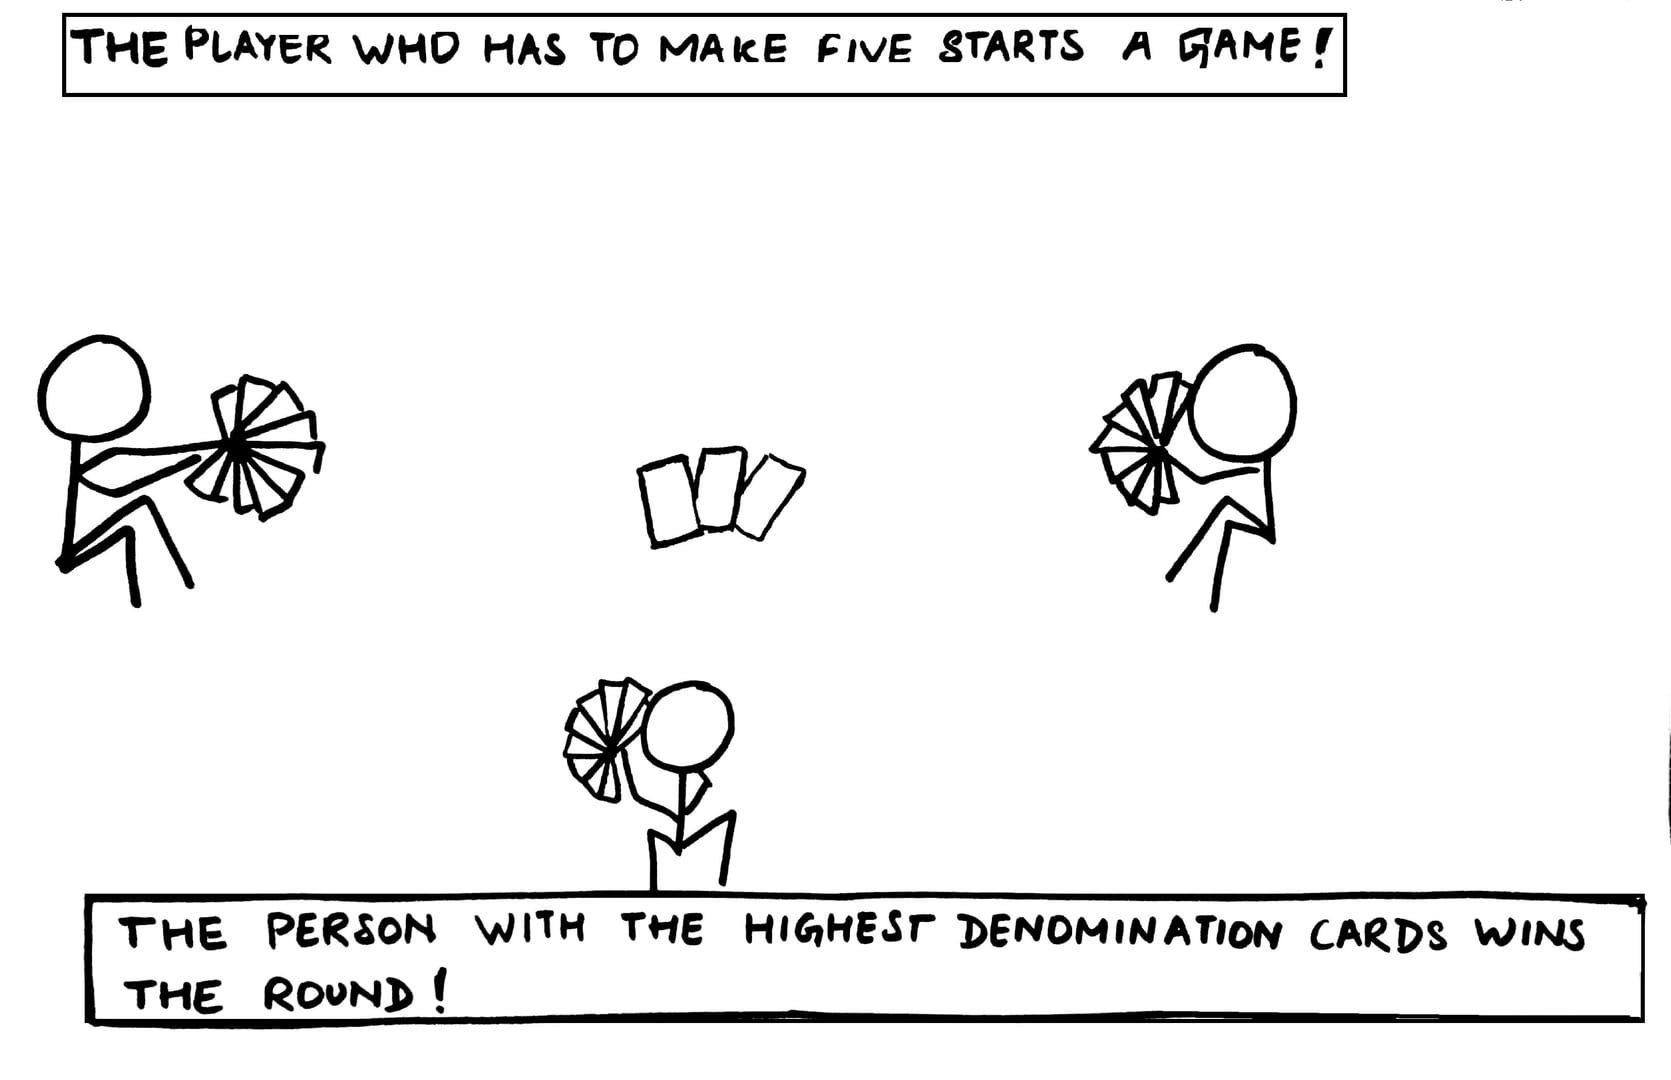 THE PLAYER WHO HAS TO MAKE FIVE STARTS A GAME!
THE PERSON WITH THE HIGHEST DENOMINATION CARDS WINS
THE ROUND!